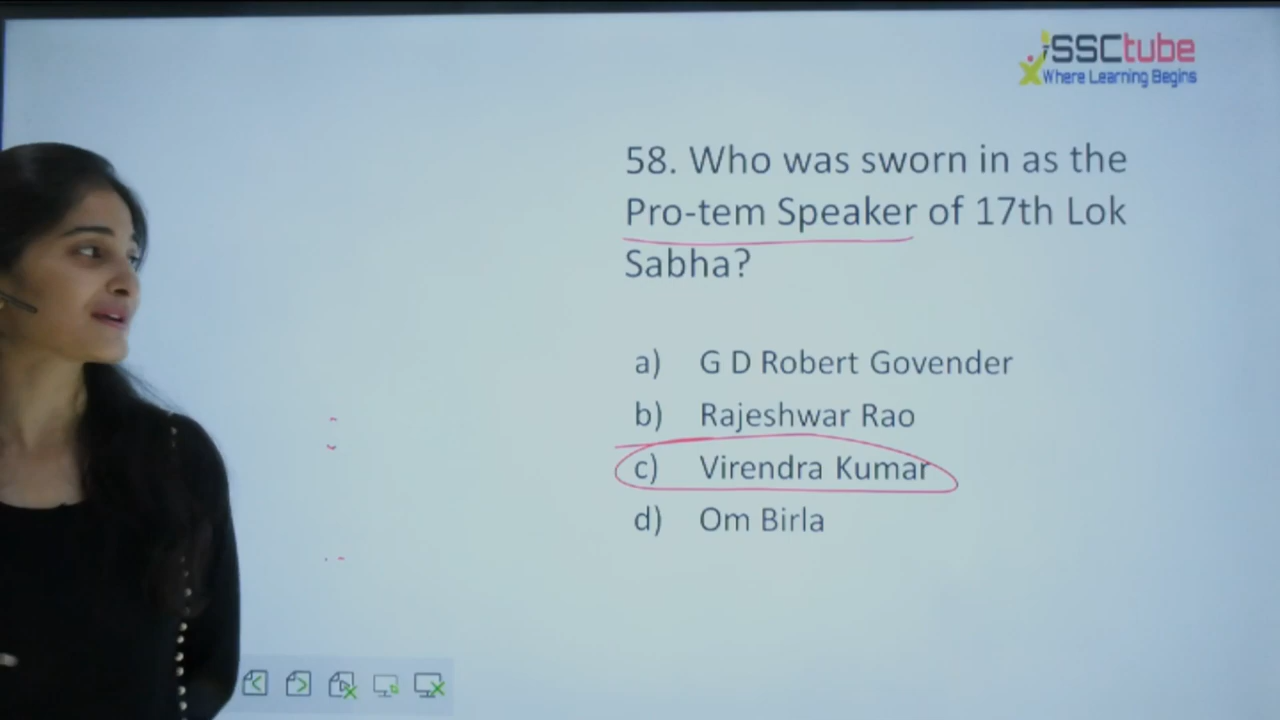 SSCtube
Where Learning Begins
58. Who was sworn in as the
Pro-tem Speaker of 17th Lok
Sabha?
a) G D Robert Govender
b) Rajeshwar Rao
c) Virendra Kumar
d) Om Birla